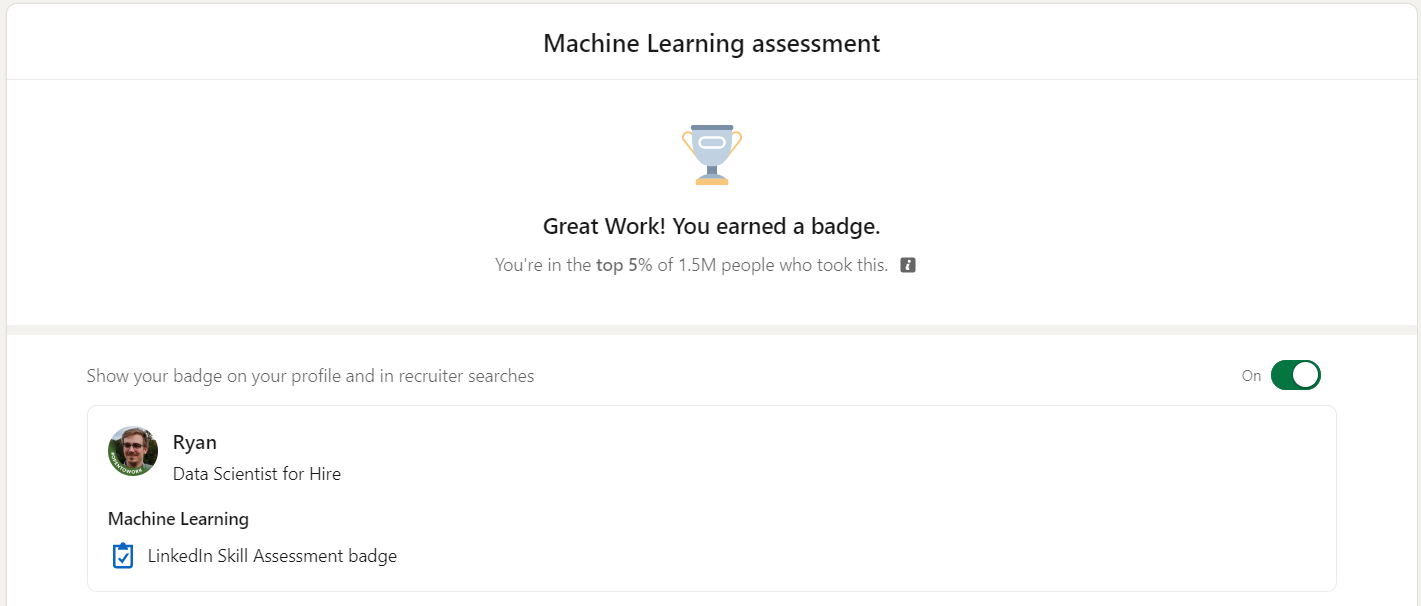 Machine Learning assessment
Great Work! You earned a badge.
You're in the top 5% of 1.5M people who took this.
Show your badge on your profile and in recruiter searches
On
#OPENTOWORK
Ryan
Data Scientist for Hire
Machine Learning
LinkedIn Skill Assessment badge